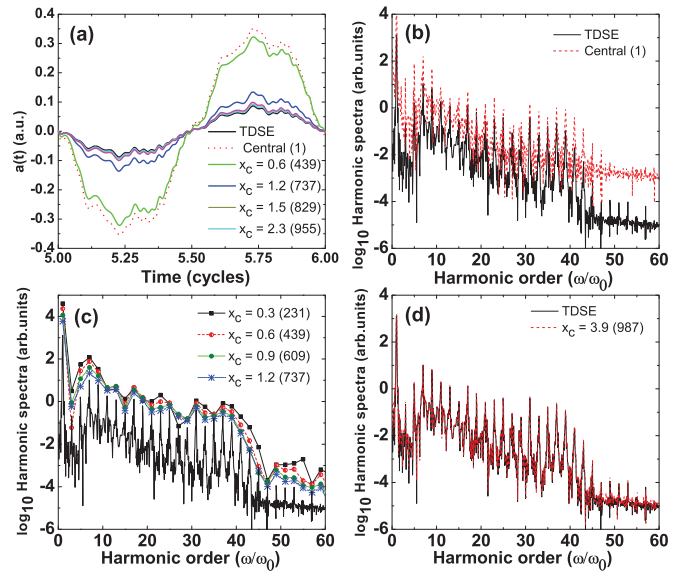 (a)
a(t) (a.u.)
0.4
0.3
0.2
0.1
0.0
-0.1
-0.2
-0.3
-0.4
TDSE
Central (1)
x_C = 0.6 (439)
x_C = 1.2 (737)
x_C = 1.5 (829)
x_C = 2.3 (955)
5.00 5.25 5.50 5.75 6.00
Time (cycles)
(b)
log10 Harmonic spectra (arb.units)
4
2
0
-2
-4
-6
TDSE
Central (1)
0 10 20 30 40 50 60
Harmonic order (ω/ω0)
(c)
log10 Harmonic spectra (arb.units)
4
2
0
-2
-4
-6
x_C = 0.3 (231)
x_C = 0.6 (439)
x_C = 0.9 (609)
x_C = 1.2 (737)
0 10 20 30 40 50 60
Harmonic order (ω/ω0)
(d)
log10 Harmonic spectra (arb.units)
4
2
0
-2
-4
-6
TDSE
x_C = 3.9 (987)
0 10 20 30 40 50 60
Harmonic order (ω/ω0)